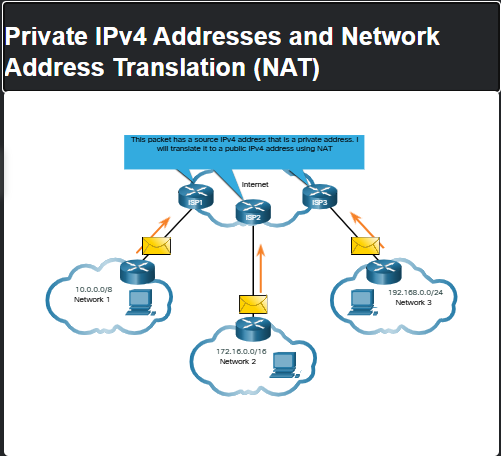 Private IPv4 Addresses and Network
Address Translation (NAT)
This packet has a source IPv4 address that is a private address. I
will translate it to a public IPv4 address using NAT
Internet
ISP1
ISP2
ISP3
10.0.0.0/8
Network 1
192.168.0.0/24
Network 3
172.16.0.0/16
Network 2